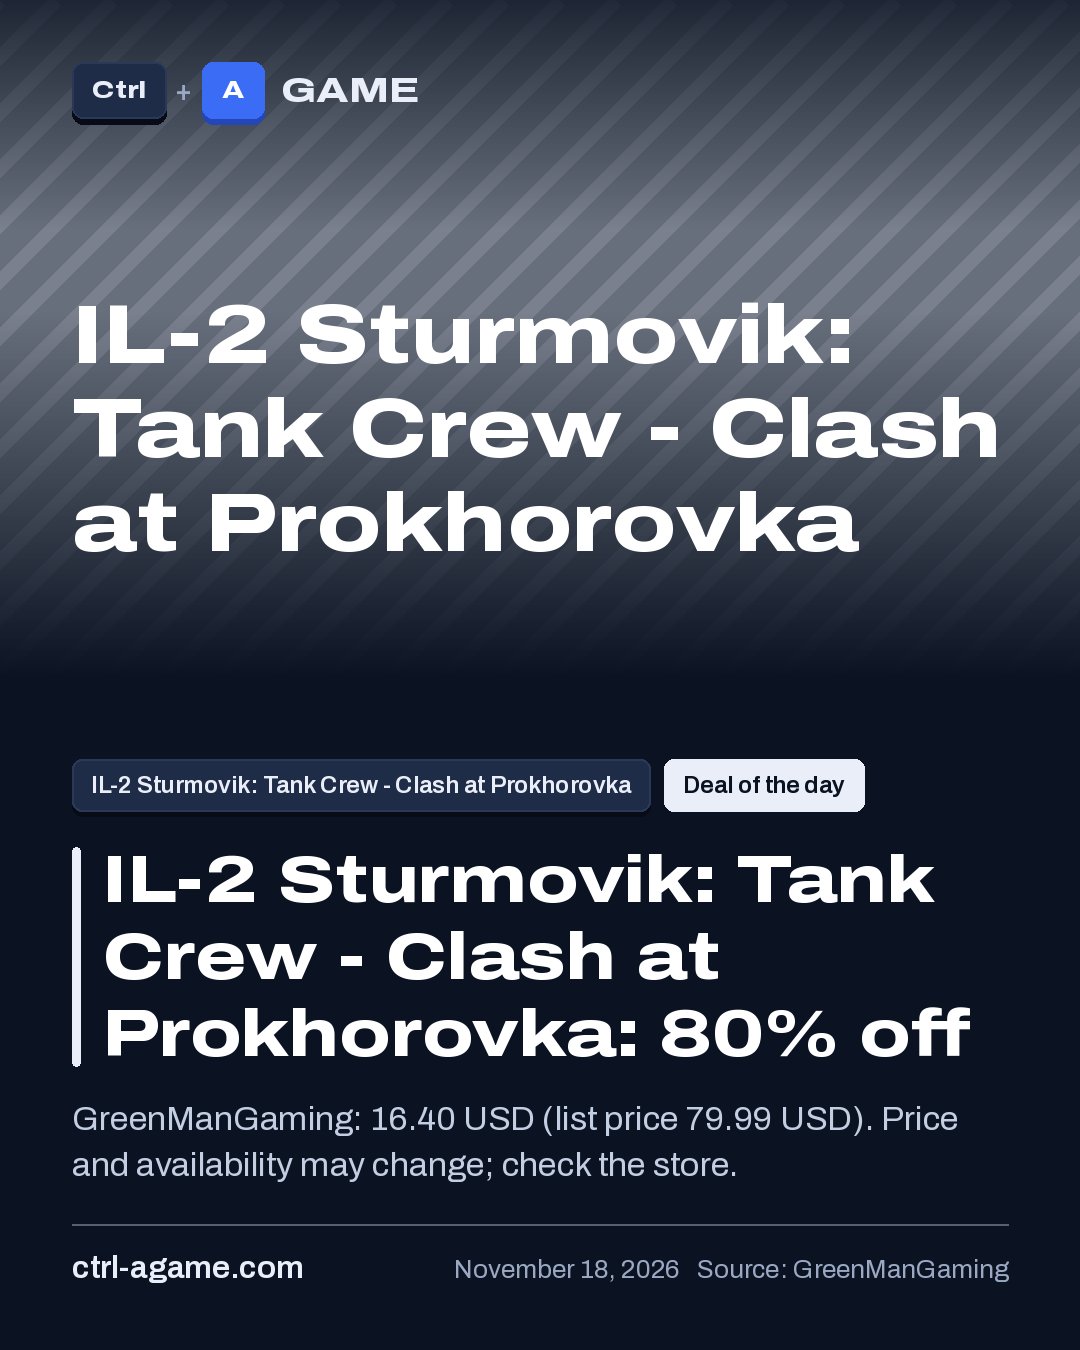 Ctrl + A GAME
IL-2 Sturmovik:
Tank Crew - Clash
at Prokhorovka
IL-2 Sturmovik: Tank Crew - Clash at Prokhorovka
Deal of the day
IL-2 Sturmovik: Tank
Crew - Clash at
Prokhorovka: 80% off
GreenManGaming: 16.40 USD (list price 79.99 USD). Price
and availability may change; check the store.
ctrl-agame.com
November 18, 2026 Source: GreenManGaming